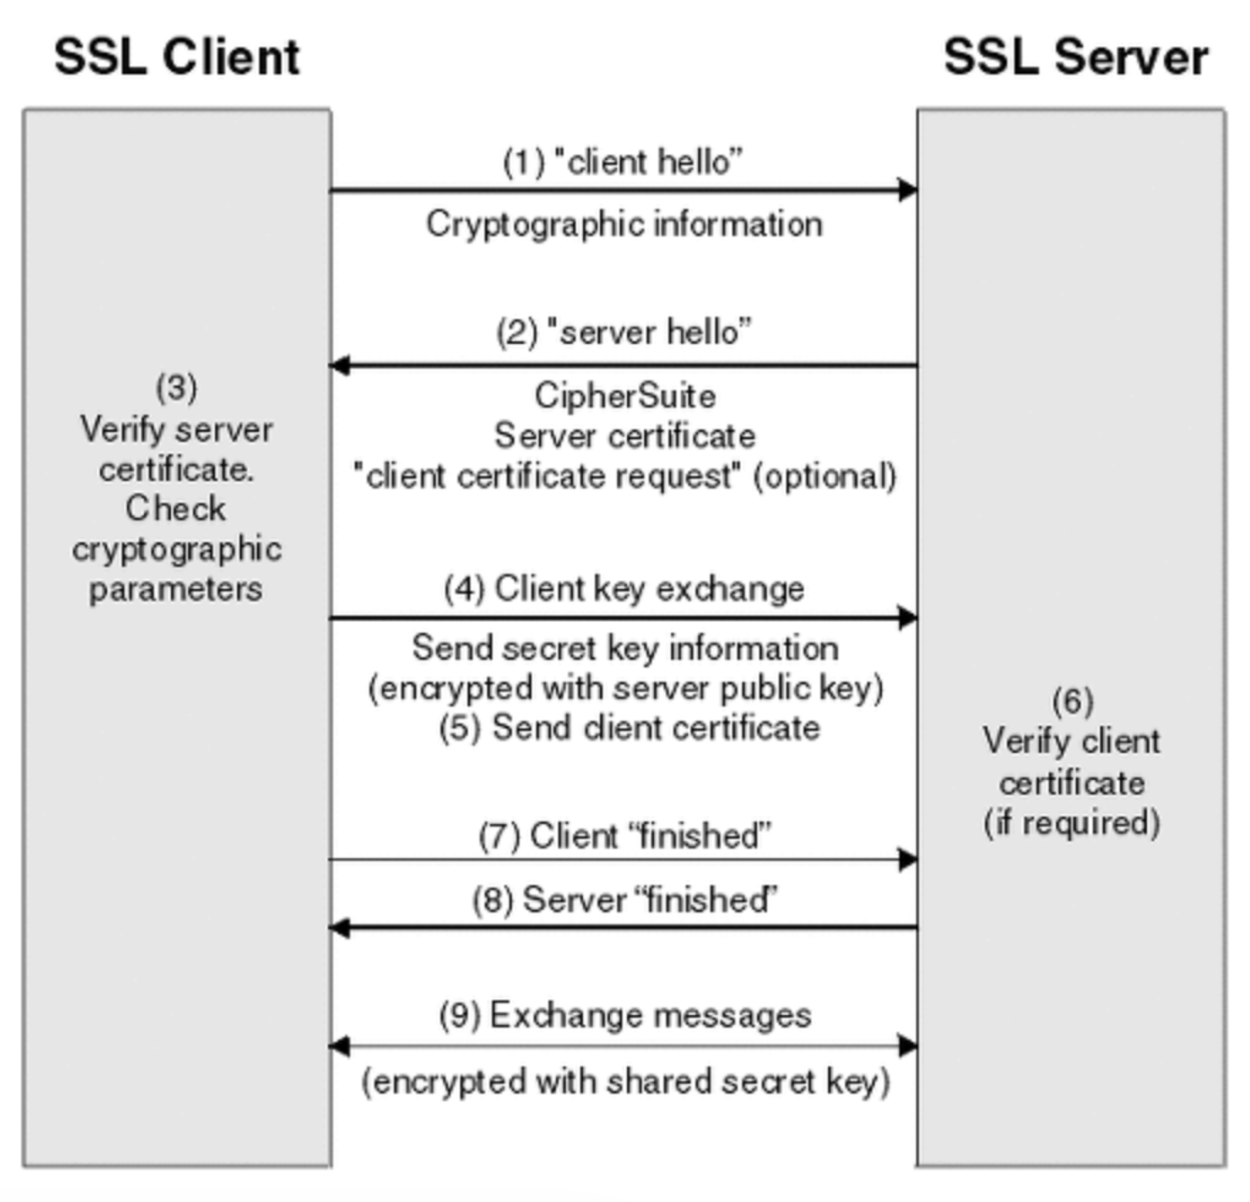 SSL Client
SSL Server
(1) "client hello”
Cryptographic information
(2) "server hello”
CipherSuite
Server certificate
"client certificate request" (optional)
(3)
Verify server
certificate.
Check
cryptographic
parameters
(4) Client key exchange
Send secret key information
(encrypted with server public key)
(5) Send client certificate
(6)
Verify client
certificate
(if required)
(7) Client “finished”
(8) Server “finished”
(9) Exchange messages
(encrypted with shared secret key)